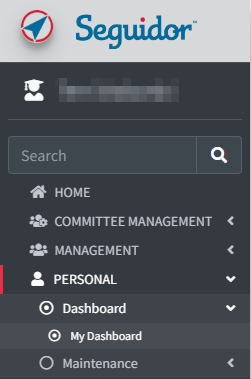 Seguidor™
Search
HOME
COMMITTEE MANAGEMENT
MANAGEMENT
PERSONAL
Dashboard
My Dashboard
Maintenance